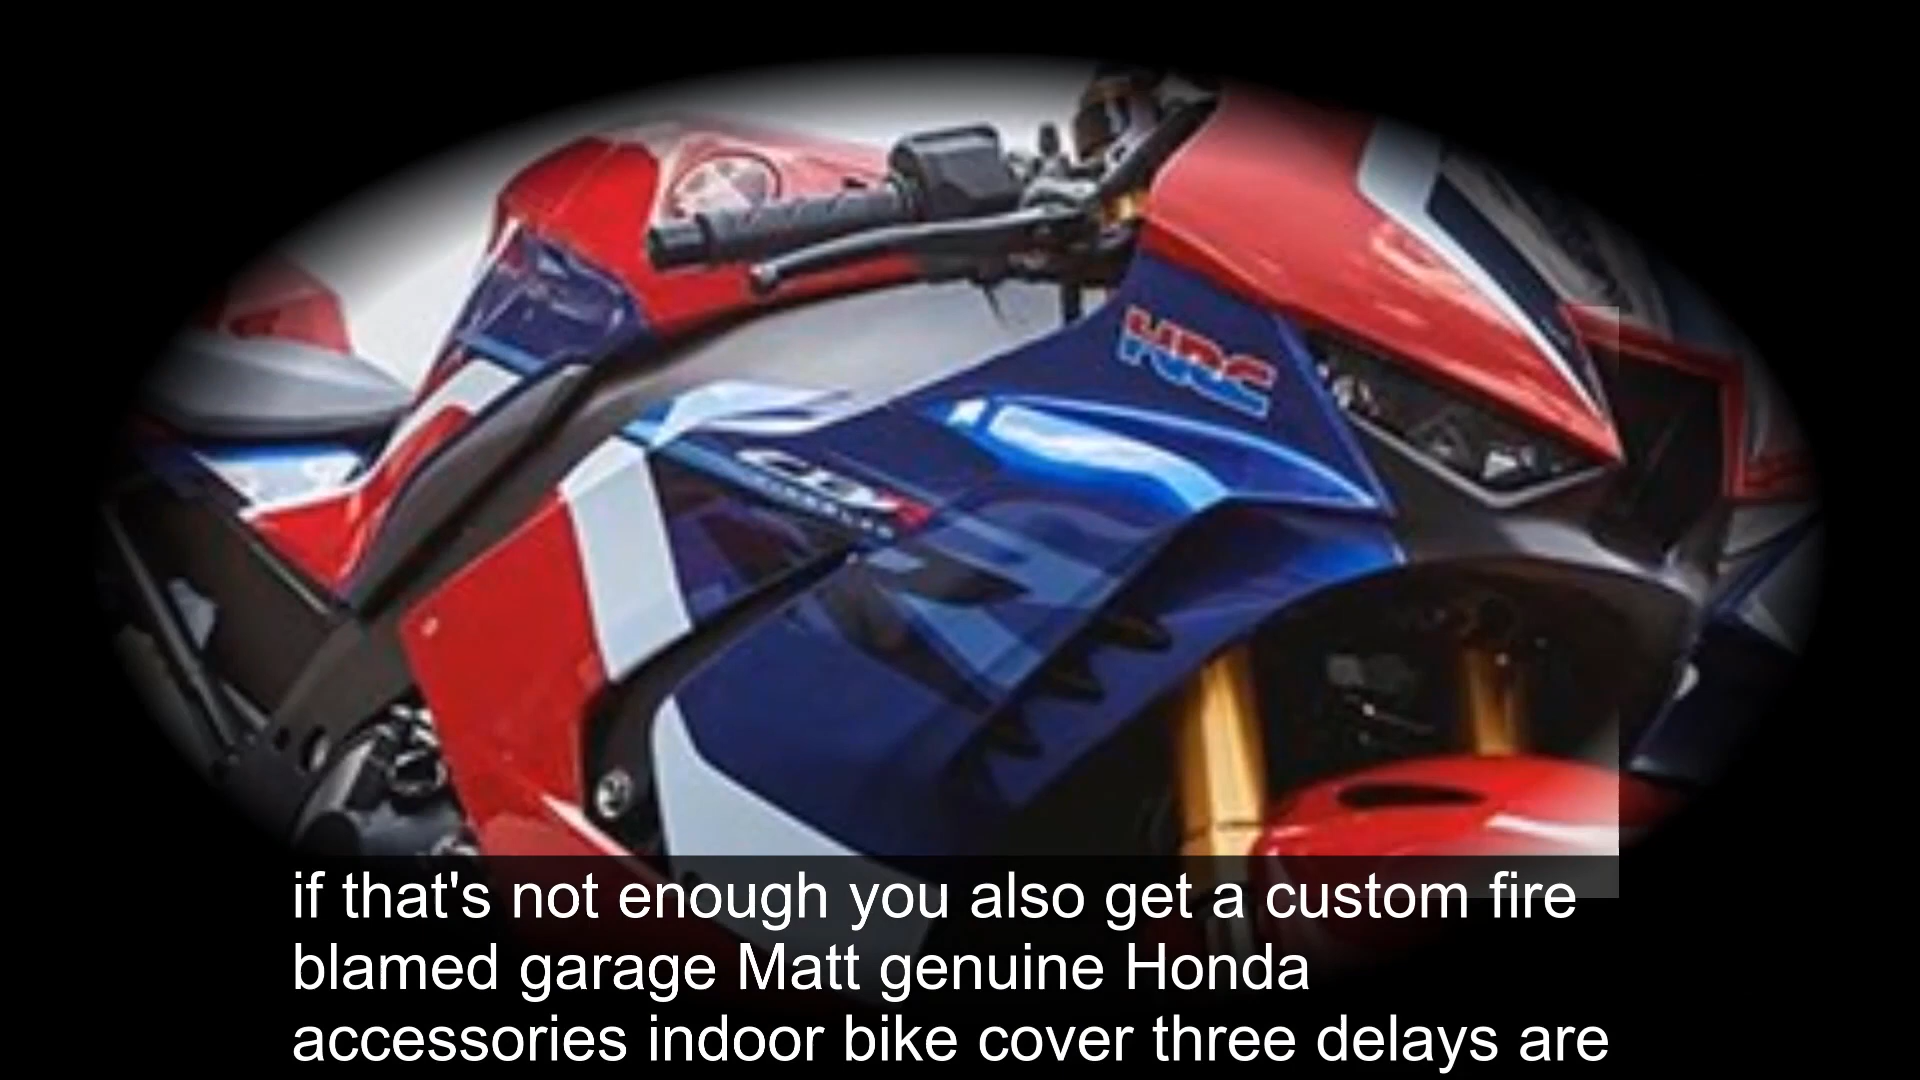 HRC
CBR
if that's not enough you also get a custom fire
blamed garage Matt genuine Honda
accessories indoor bike cover three delays are